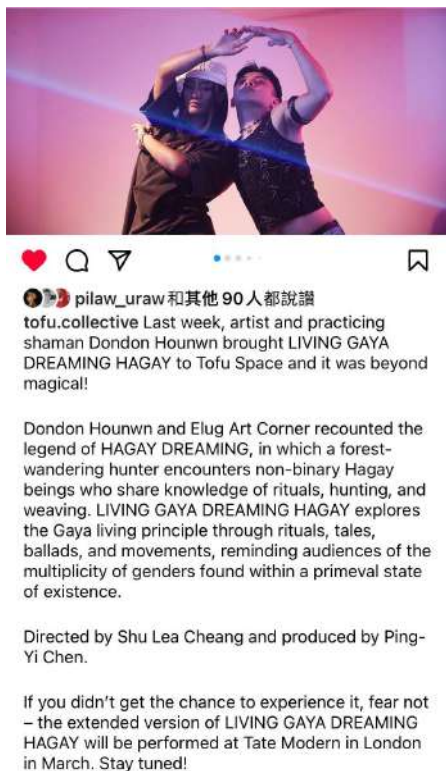 pilaw_uraw和其他 90 人都說讚
tofu.collective Last week, artist and practicing
shaman Dondon Hounwn brought LIVING GAYA
DREAMING HAGAY to Tofu Space and it was beyond
magical!
Dondon Hounwn and Elug Art Corner recounted the
legend of HAGAY DREAMING, in which a forest-
wandering hunter encounters non-binary Hagay
beings who share knowledge of rituals, hunting, and
weaving. LIVING GAYA DREAMING HAGAY explores
the Gaya living principle through rituals, tales,
ballads, and movements, reminding audiences of the
multiplicity of genders found within a primeval state
of existence.
Directed by Shu Lea Cheang and produced by Ping-
Yi Chen.
If you didn't get the chance to experience it, fear not
– the extended version of LIVING GAYA DREAMING
HAGAY will be performed at Tate Modern in London
in March. Stay tuned!